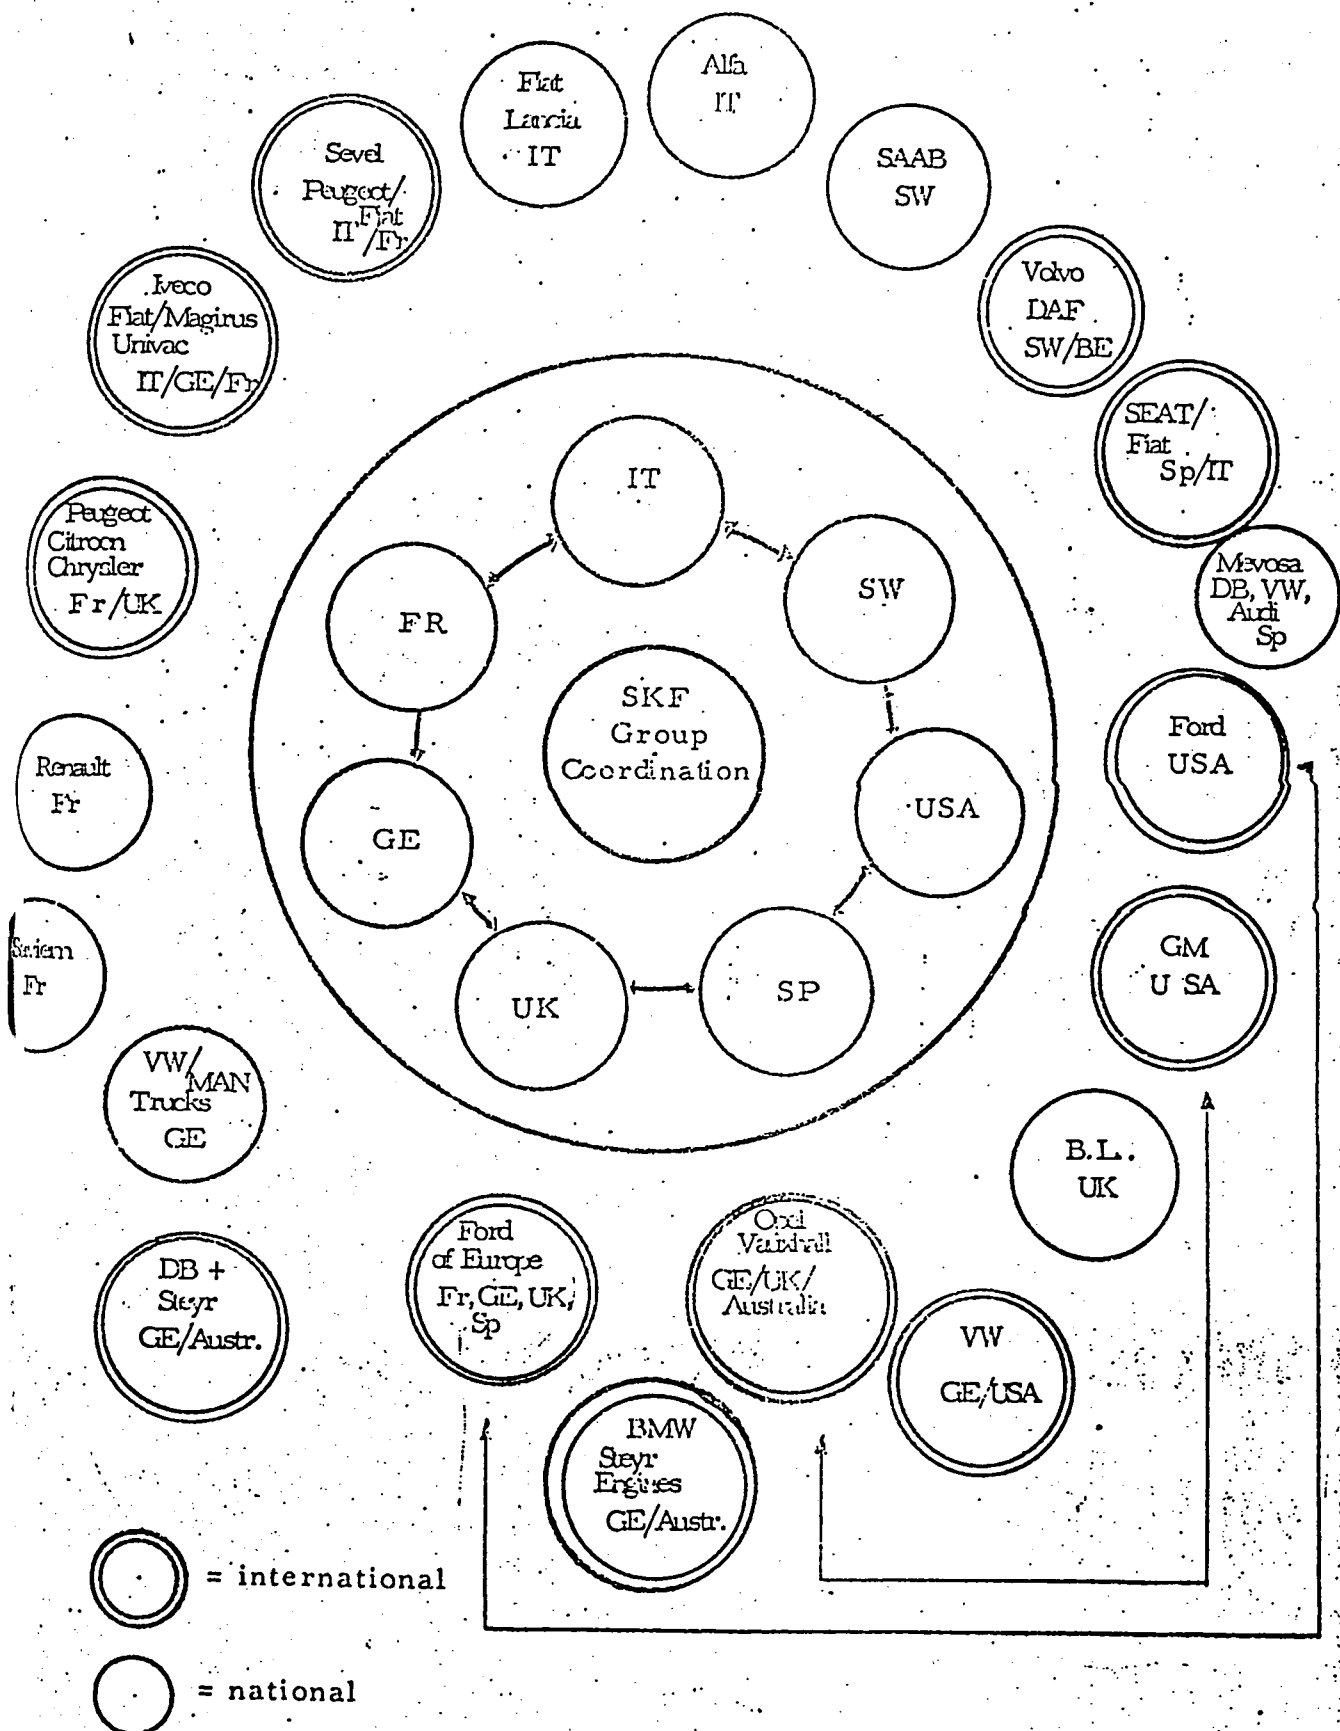 Fiat
Lancia
IT
Alfa
IT
SAAB
SW
Sevel
Peugeot/
Fiat
IT/Fr
Volvo
DAF
SW/BE
Iveco
Fiat/Magirus
Univac
IT/GE/Fr
SEAT/
Fiat
Sp/IT
Peugeot
Citroen
Chrysler
Fr/UK
Mevosa
DB, VW,
Audi
Sp
IT
SW
FR
SKF
Group
Coordination
USA
GE
UK
SP
Ford
USA
Renault
Fr
GM
USA
Fr
VW/
MAN
Trucks
GE
B.L.
UK
DB +
Steyr
GE/Austr.
Ford
of Europe
Fr, GE, UK,
Sp
Opel
Vauxhall
GE/UK/
Australia
VW
GE/USA
BMW
Steyr
Engines
GE/Austr.
= international
= national